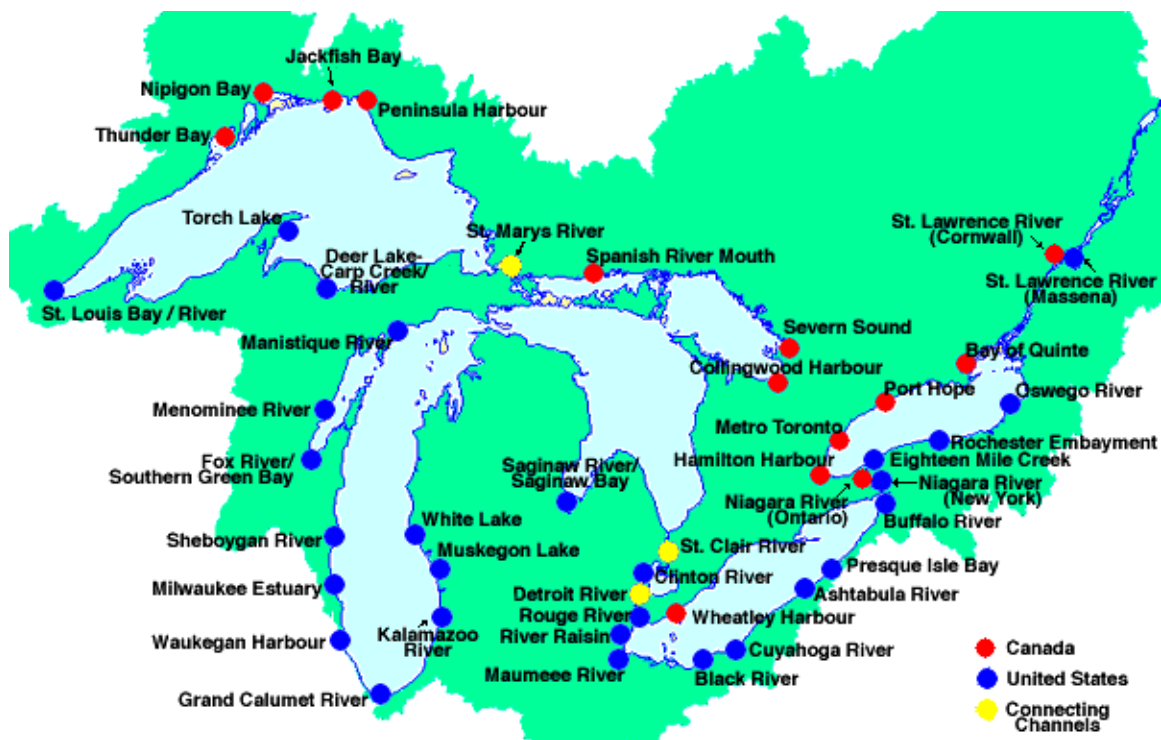 Jackfish Bay
Nipigon Bay
Peninsula Harbour
Thunder Bay
Torch Lake
St. Marys River
St. Lawrence River
(Cornwall)
Deer Lake-
Carp Creek/
River
Spanish River Mouth
St. Lawrence River
(Massena)
St. Louis Bay / River
Manistique River
Severn Sound
Collingwood Harbour
Bay of Quinte
Port Hope
Oswego River
Menominee River
Metro Toronto
Rochester Embayment
Fox River/
Southern Green Bay
Saginaw River/
Saginaw Bay
Hamilton Harbour
Eighteen Mile Creek
Niagara River
(Ontario)
Niagara River
(New York)
Buffalo River
White Lake
Sheboygan River
Muskegon Lake
St. Clair River
Clinton River
Presque Isle Bay
Milwaukee Estuary
Detroit River
Ashtabula River
Rouge River
Wheatley Harbour
Waukegan Harbour
Kalamazoo
River
River Raisin
Cuyahoga River
Maumeee River
Black River
Grand Calumet River
Canada
United States
Connecting
Channels